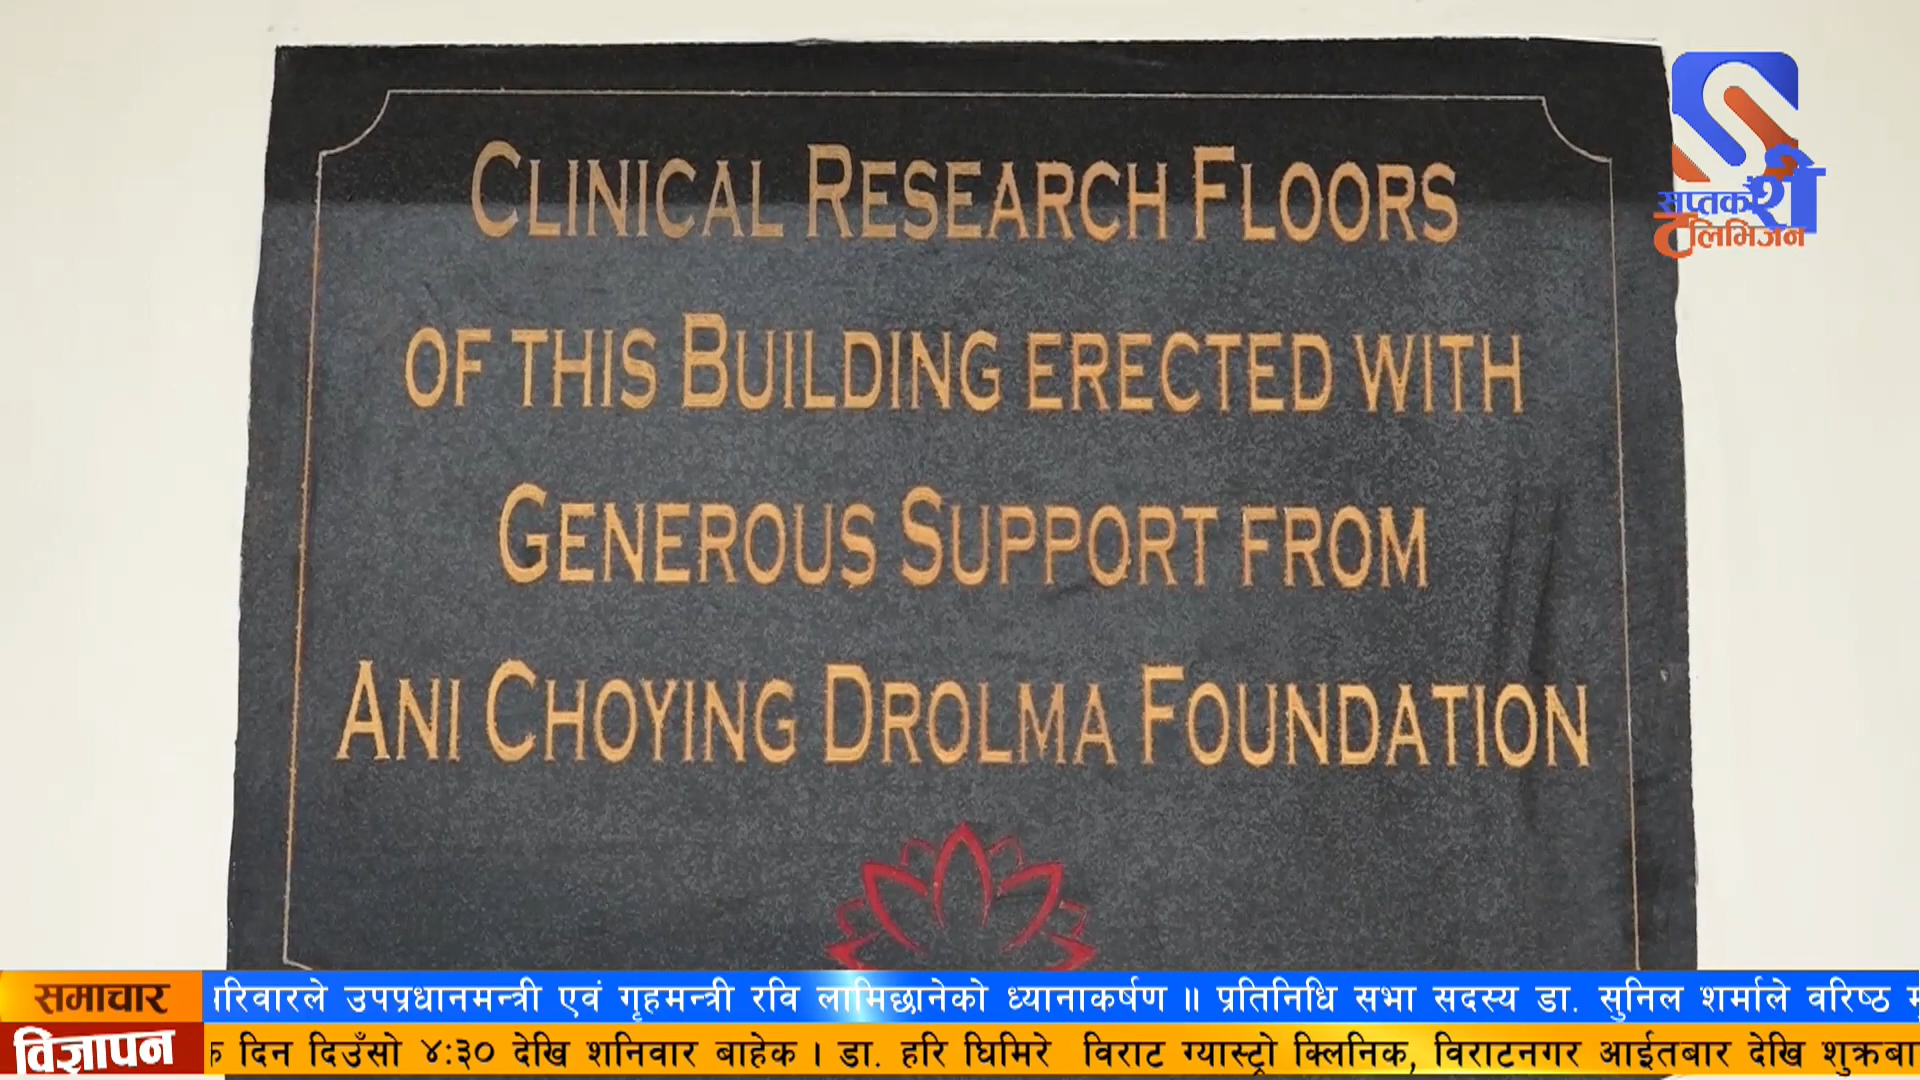 CLINICAL RESEARCH FLOORS
OF THIS BUILDING ERECTED WITH
GENEROUS SUPPORT FROM
ANI CHOYING DROLMA FOUNDATION
सप्तकोशी
टेलिभिजन
समाचार
रिवारले उपप्रधानमन्त्री एवं गृहमन्त्री रवि लामिछानेको ध्यानाकर्षण ॥ प्रतिनिधि सभा सदस्य डा. सुनिल शर्माले वरिष्ठ
विज्ञापन
दिन दिउँसो ४:३० देखि शनिवार बाहेक । डा. हरि घिमिरे विराट ग्यास्ट्रो क्लिनिक, विराटनगर आईतबार देखि शुक्रबा